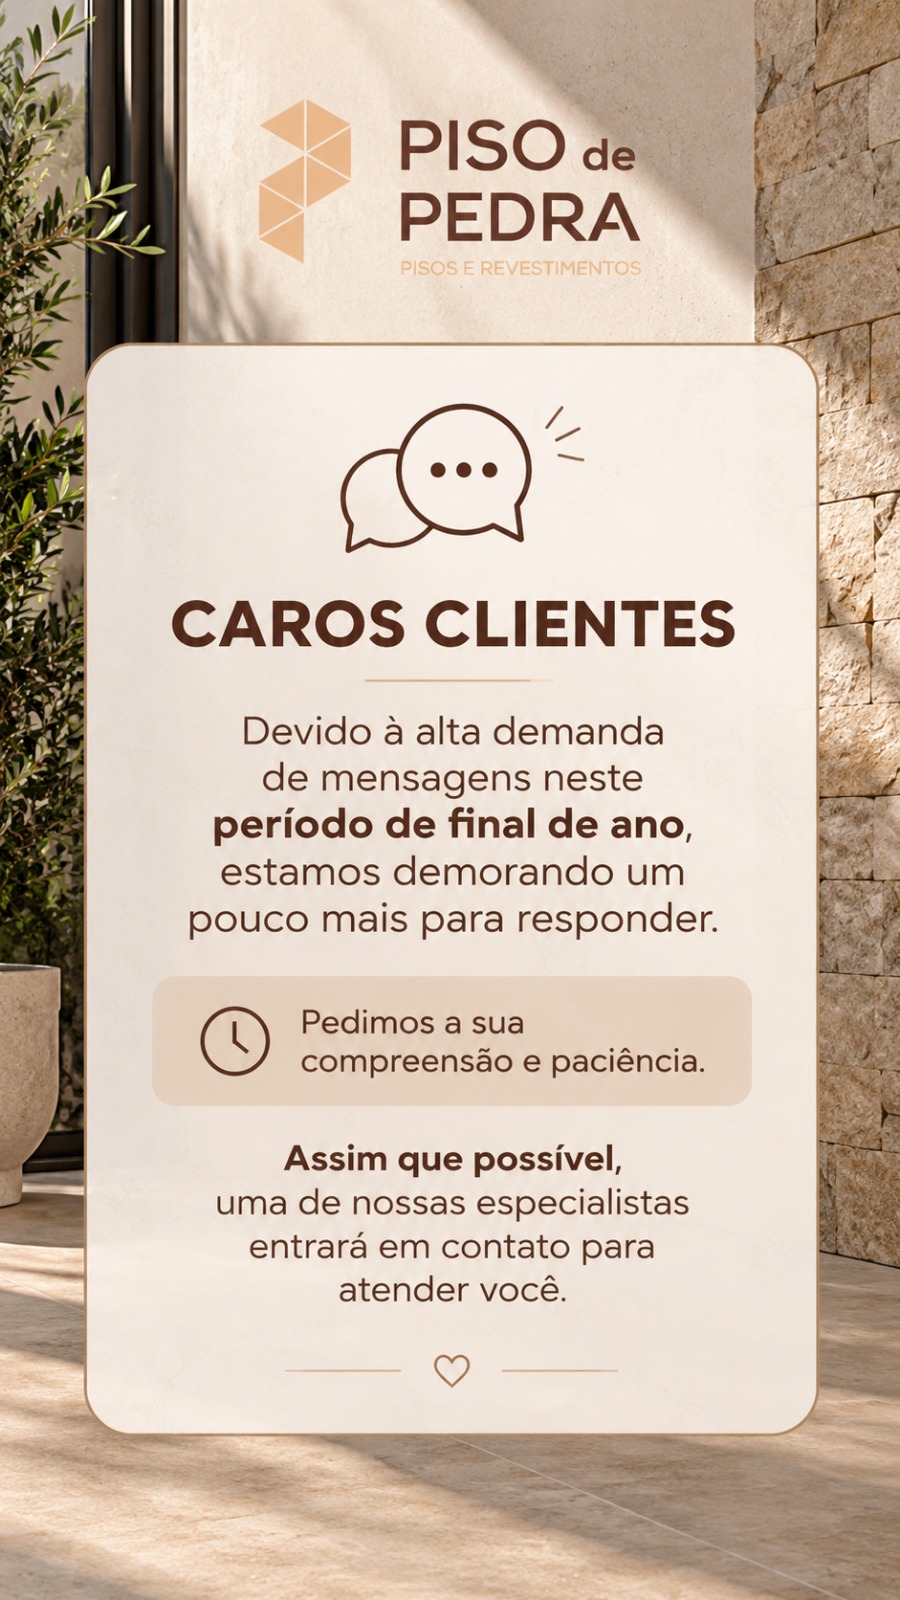 PISO de
PEDRA
PISOS E REVESTIMENTOS
CAROS CLIENTES
Devido à alta demanda
de mensagens neste
período de final de ano,
estamos demorando um
pouco mais para responder.
Pedimos a sua
compreensão e paciência.
Assim que possível,
uma de nossas especialistas
entrará em contato para
atender você.